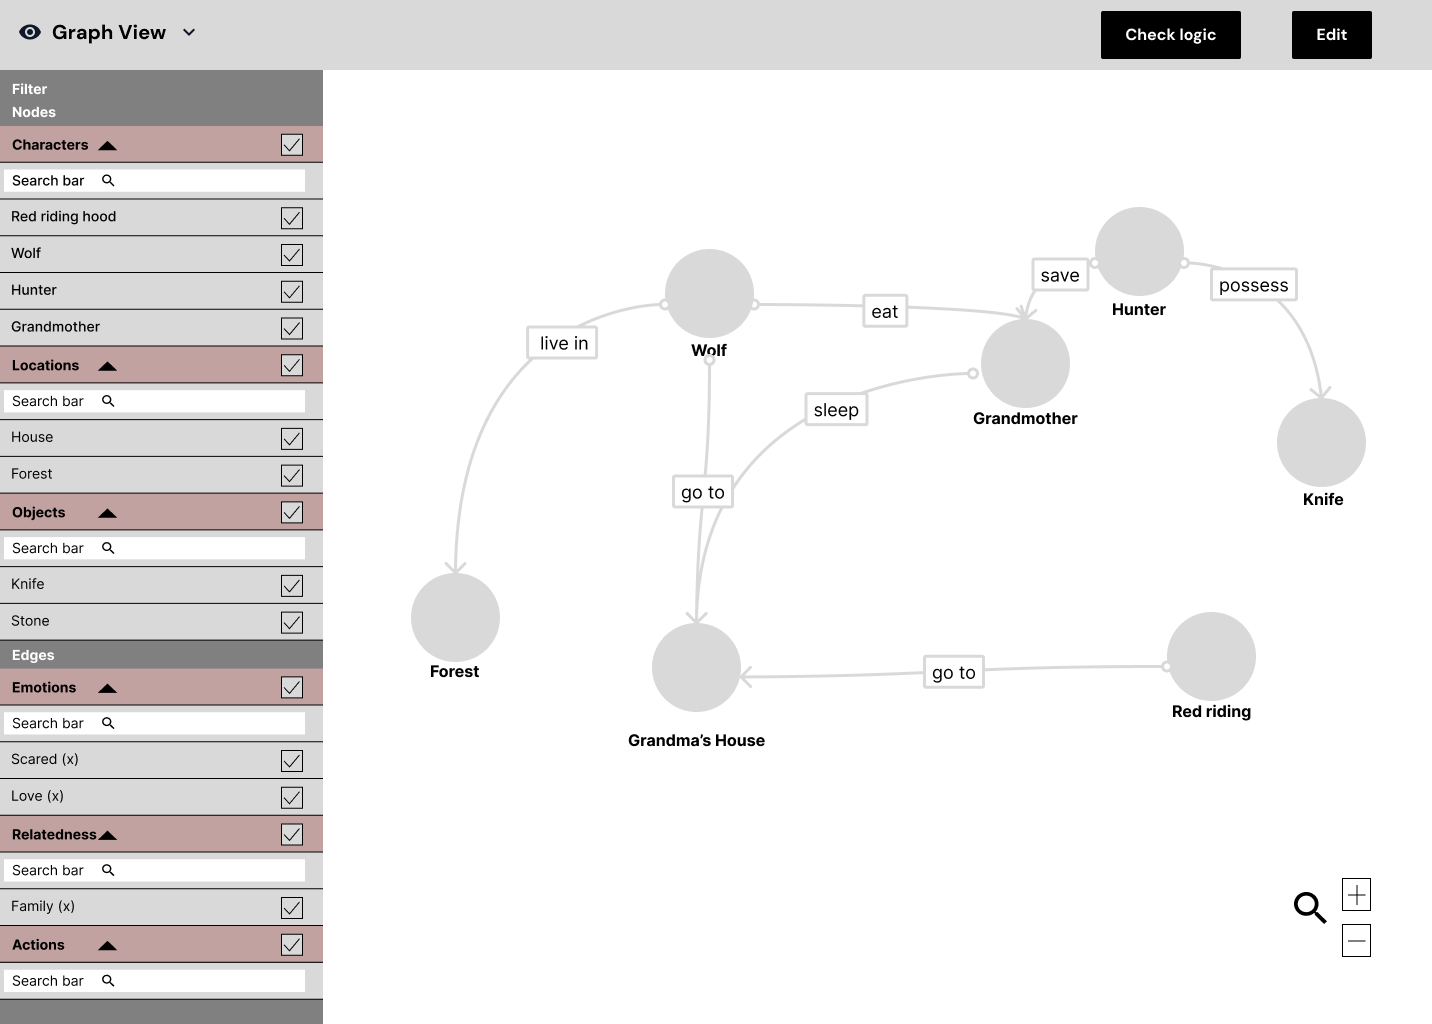 Graph View
Check logic
Edit
Filter
Nodes
Characters
Search bar
Red riding hood
Wolf
Hunter
Grandmother
Locations
Search bar
House
Forest
Objects
Search bar
Knife
Stone
Edges
Emotions
Search bar
Scared (x)
Love (x)
Relatedness
Search bar
Family (x)
Actions
Search bar
save
possess
Hunter
eat
live in
Wolf
sleep
Grandmother
go to
Knife
Forest
go to
Red riding
Grandma’s House